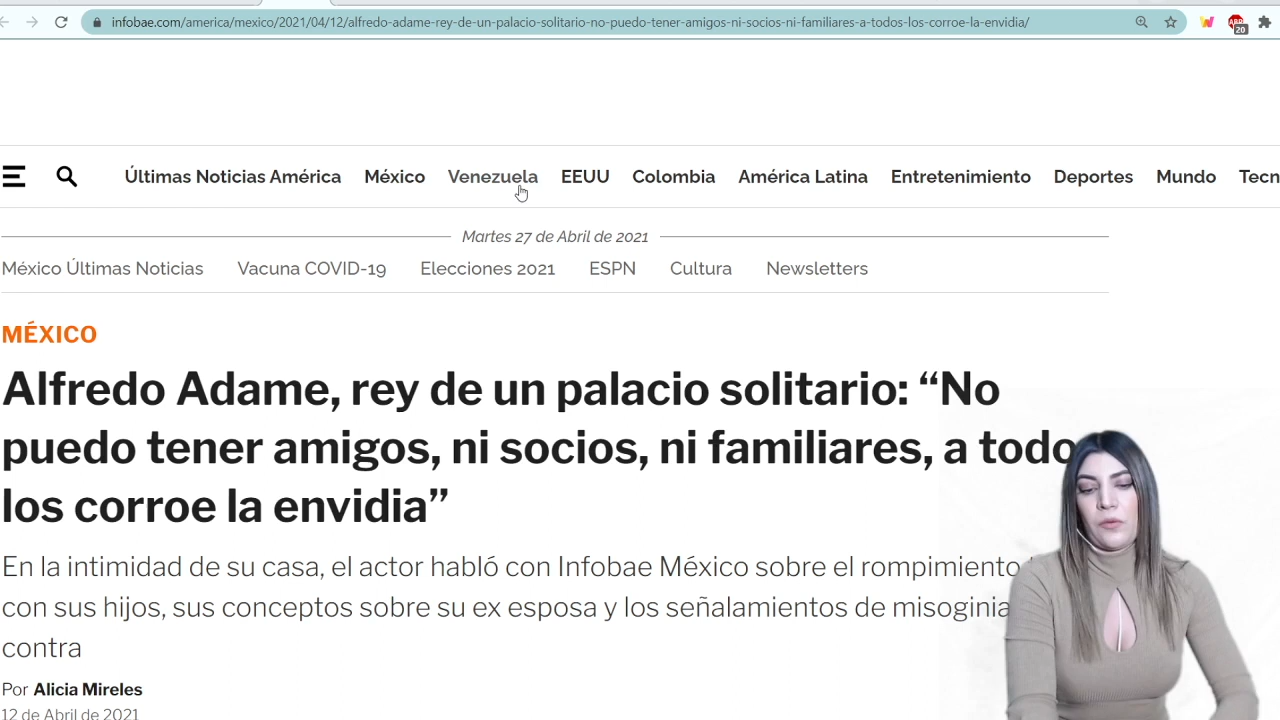 infobae.com/america/mexico/2021/04/12/alfredo-adame-rey-de-un-palacio-solitario-no-puedo-tener-amigos-ni-socios-ni-familiares-a-todos-los-corroe-la-envidia/
20
Últimas Noticias América México Venezuela EEUU Colombia América Latina Entretenimiento Deportes Mundo Tecn
Martes 27 de Abril de 2021
México Últimas Noticias Vacuna COVID-19 Elecciones 2021 ESPN Cultura Newsletters
MÉXICO
Alfredo Adame, rey de un palacio solitario: “No
puedo tener amigos, ni socios, ni familiares, a todo
los corroe la envidia”
En la intimidad de su casa, el actor habló con Infobae México sobre el rompimiento
con sus hijos, sus conceptos sobre su ex esposa y los señalamientos de misoginia
contra
Por Alicia Mireles
12 de Abril de 2021